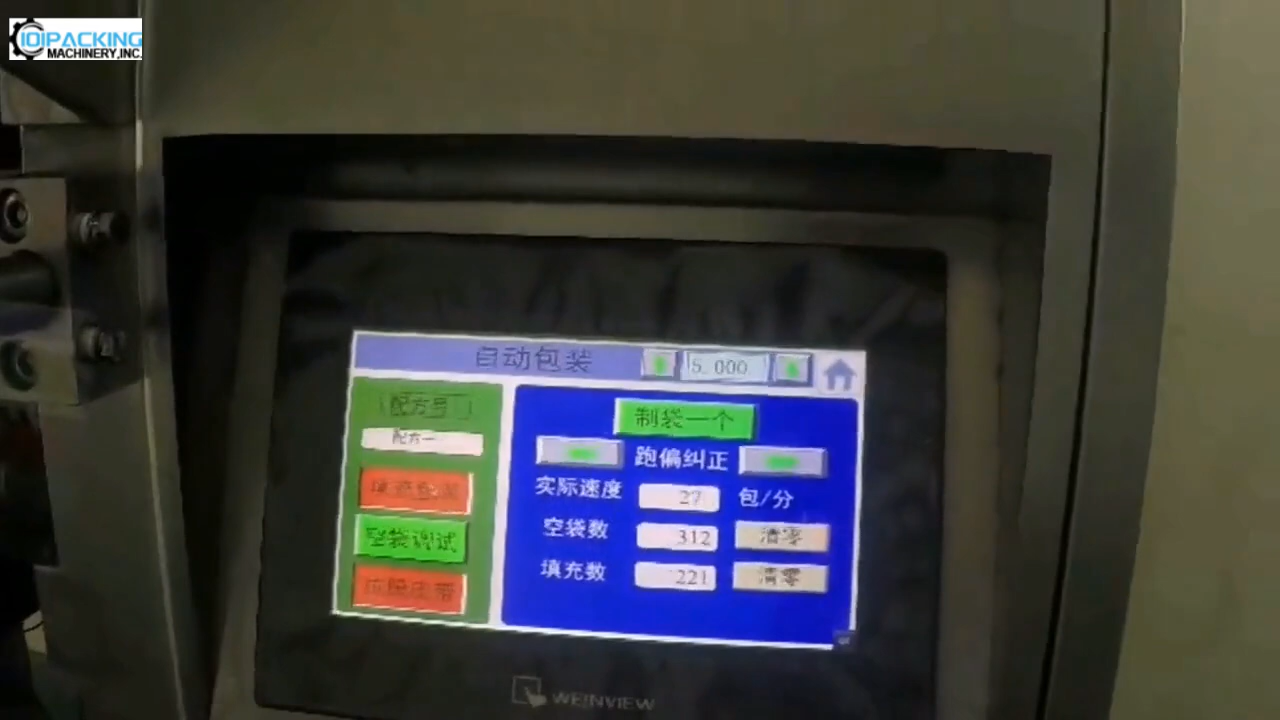 IOIPACKING
MACHINERY,INC.
自动包装
5.000
配方号
配方一
制袋一个
跑偏纠正
实际速度 27 包/分
空袋调试
空袋数 312 清零
填充数 221 清零
WEINVIEW